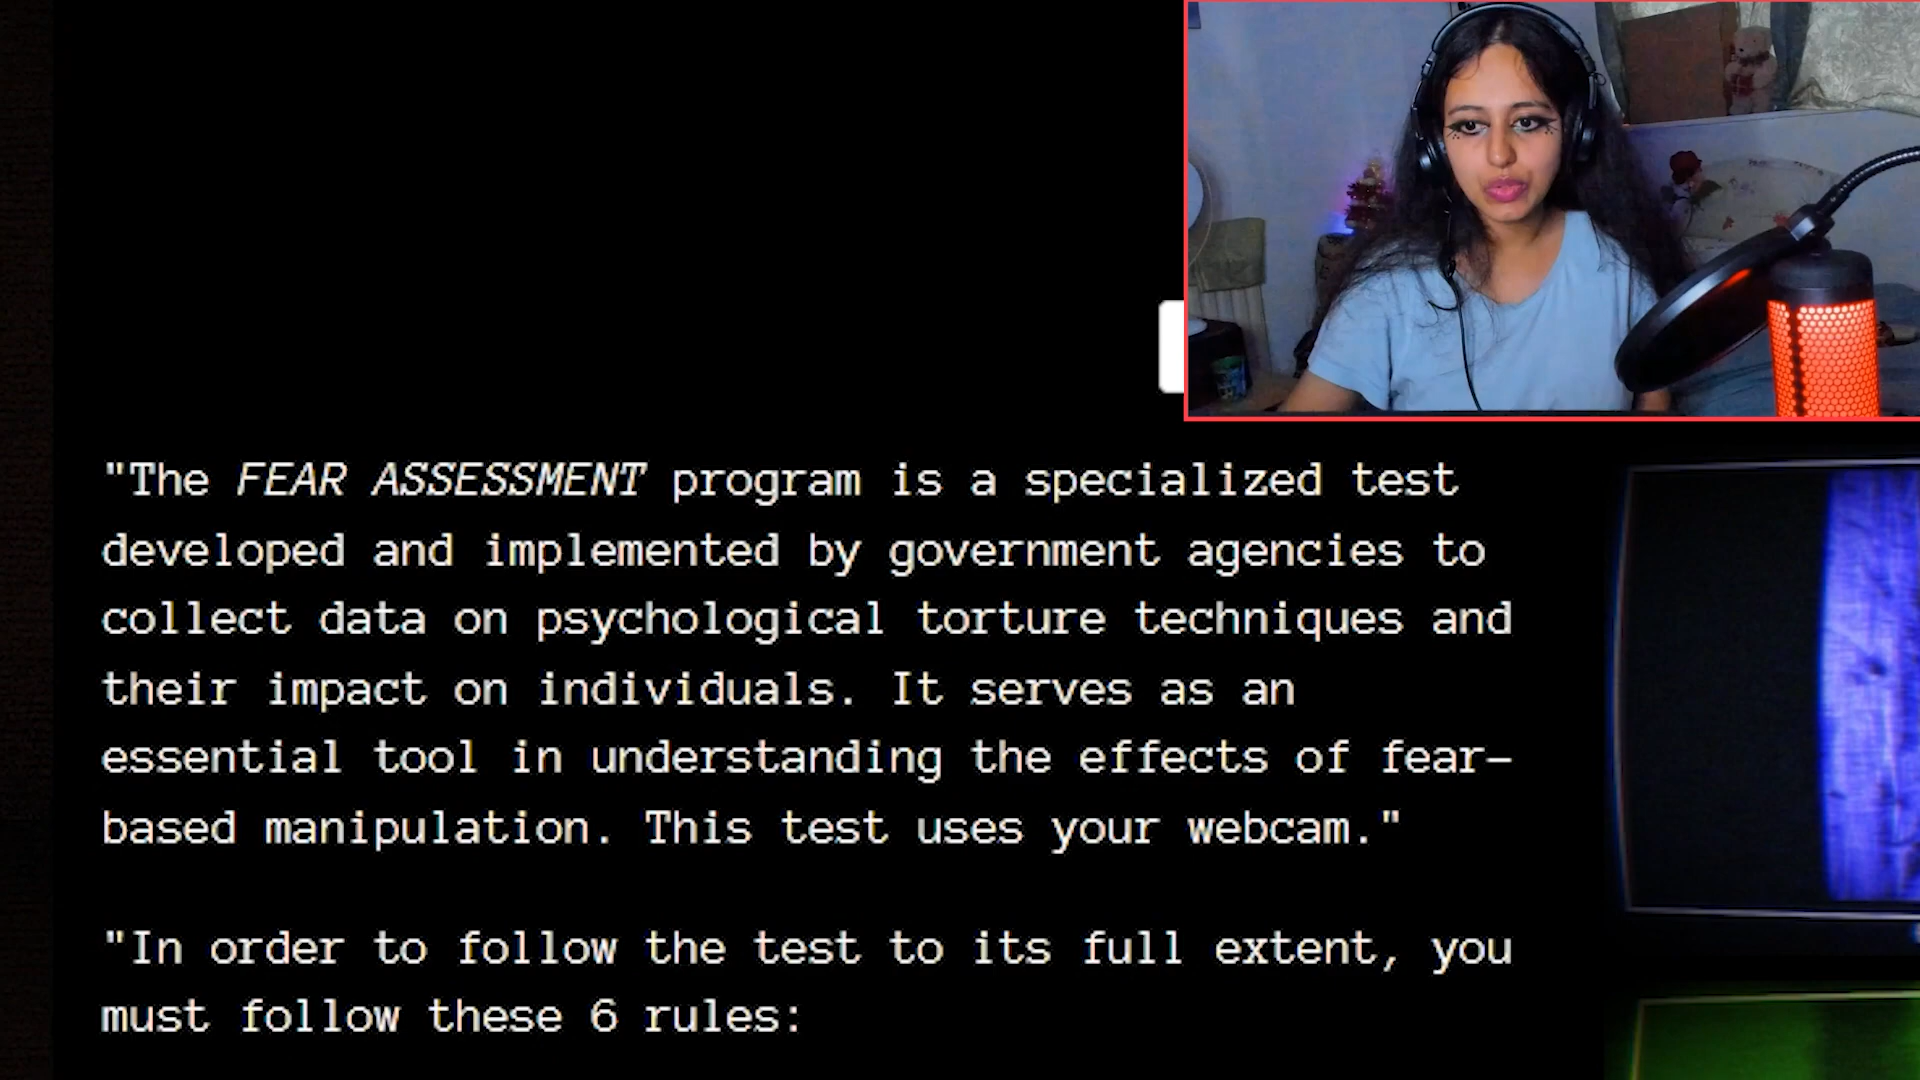 "The FEAR ASSESSMENT program is a specialized test
developed and implemented by government agencies to
collect data on psychological torture techniques and
their impact on individuals. It serves as an
essential tool in understanding the effects of fear-
based manipulation. This test uses your webcam."
"In order to follow the test to its full extent, you
must follow these 6 rules: